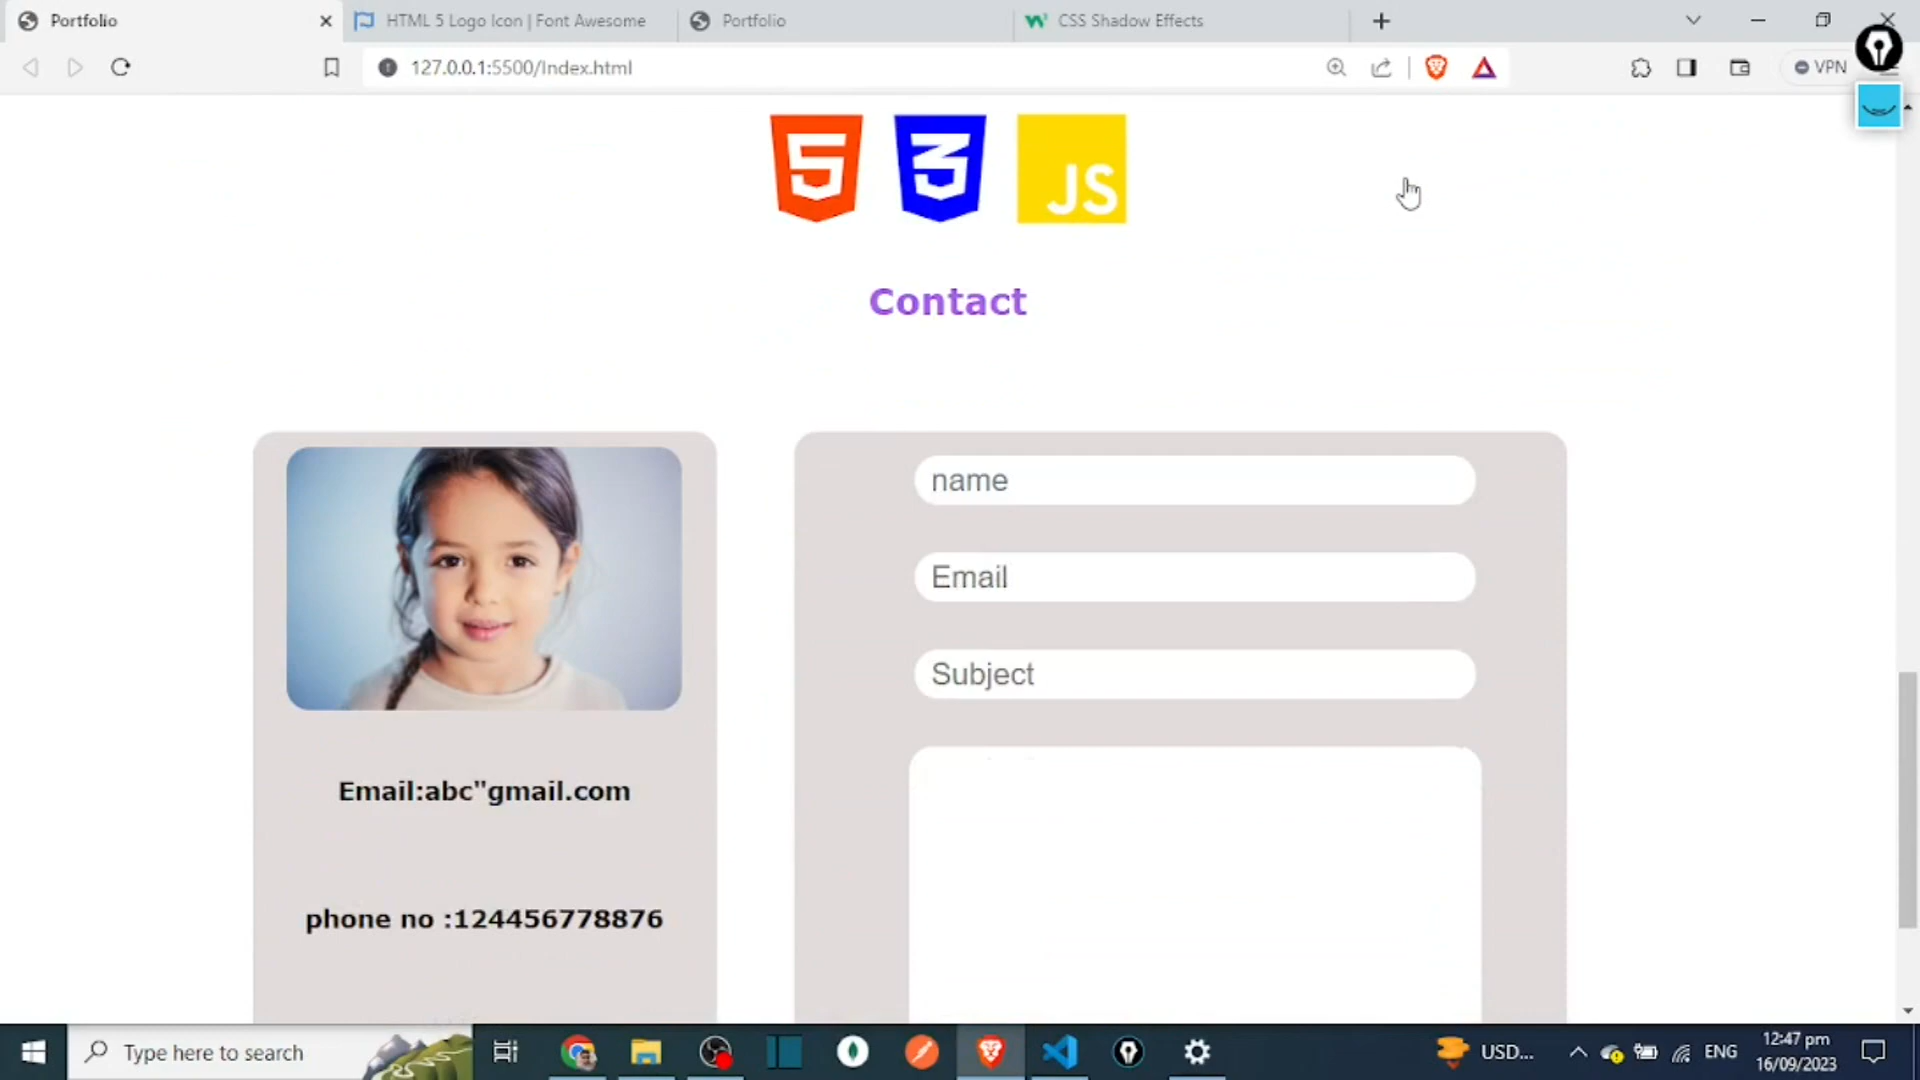 Portfolio
HTML 5 Logo Icon | Font Awesome
Portfolio
CSS Shadow Effects
127.0.0.1:5500/Index.html
VPN
5
3
JS
Contact
name
Email
Subject
Email:abc"gmail.com
phone no :124456778876
Type here to search
USD...
ENG
12:47 pm
16/09/2023